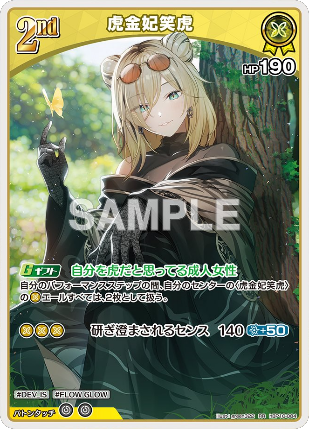 2nd
虎金妃笑虎
HP190
SAMPLE
ギフト 自分を虎だと思ってる成人女性
自分のパフォーマンスステップの間、自分のセンターの〈虎金妃笑虎〉
の エールすべては、2枚として扱う。
研ぎ澄まされるセンス 140 +50
#DEV_IS #FLOW GLOW
バトンタッチ